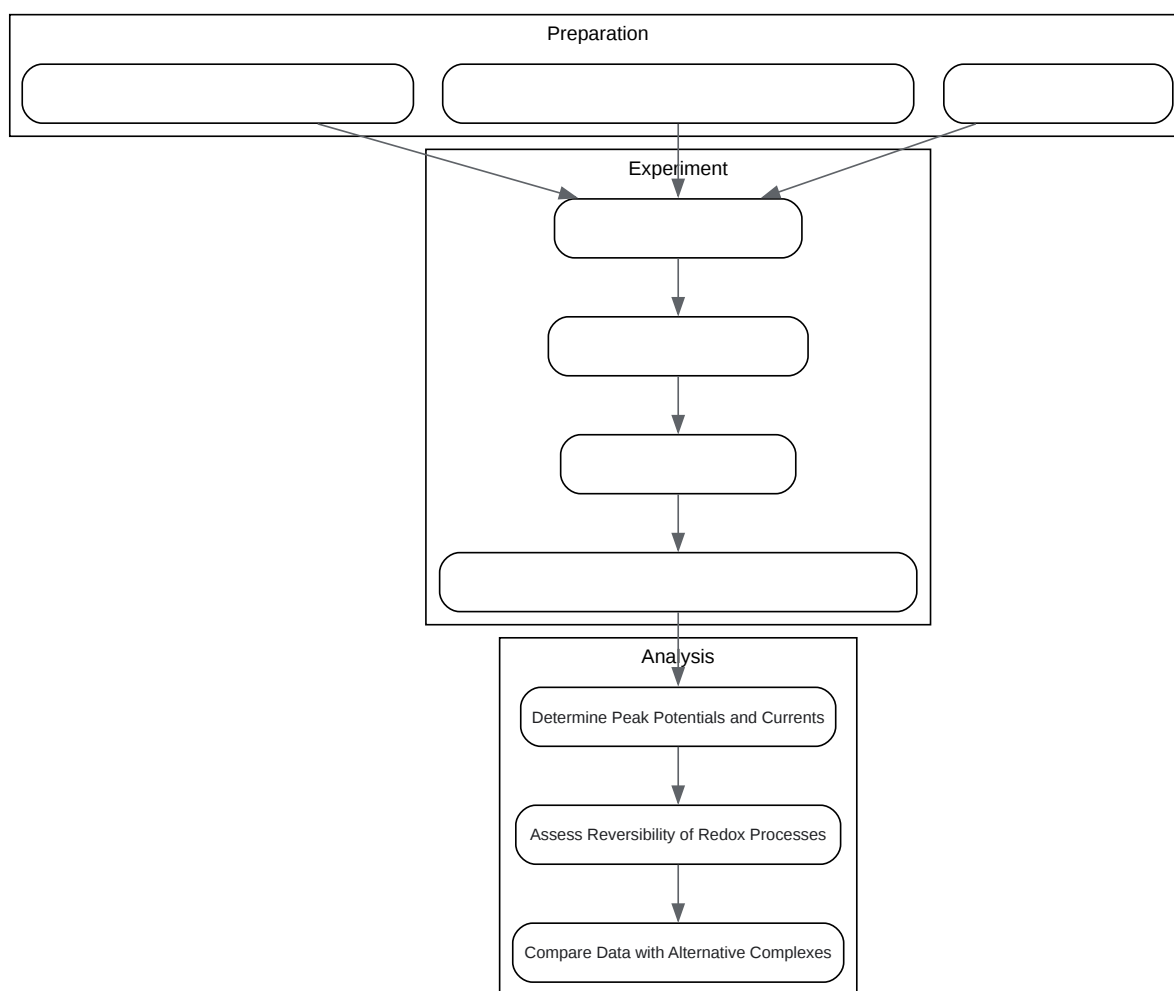 Preparation
Experiment
Analysis
Determine Peak Potentials and Currents
Assess Reversibility of Redox Processes
Compare Data with Alternative Complexes